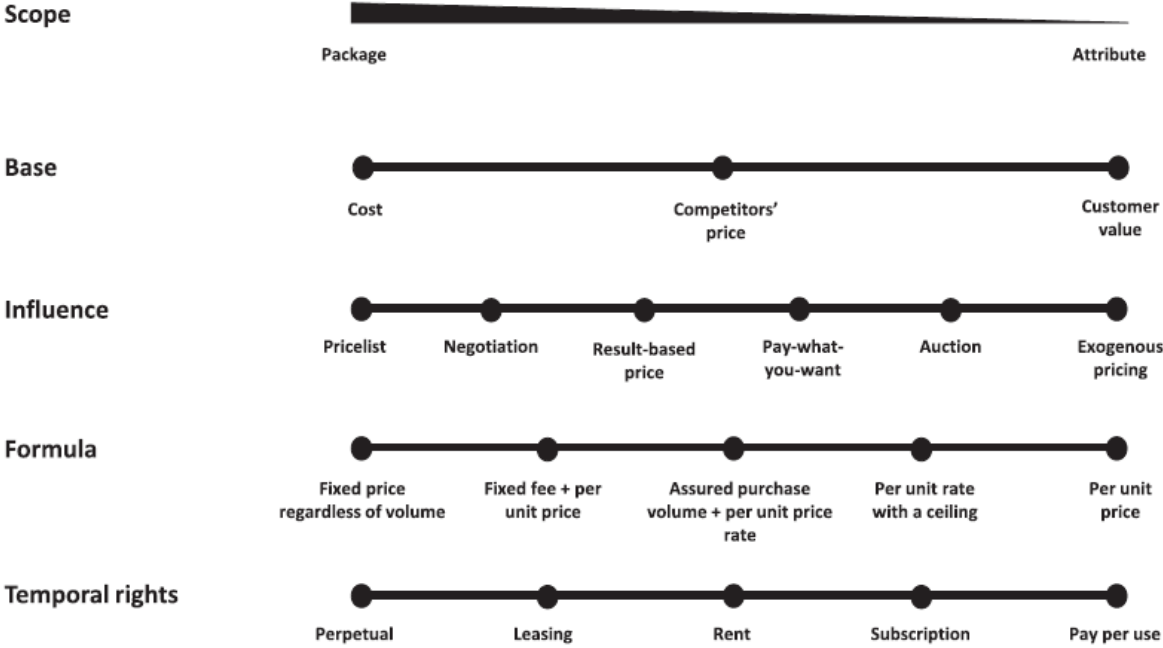 Scope
Package Attribute
Base
Cost Competitors' Customer
price value
Influence
Pricelist Negotiation Result-based Pay-what- Auction Exogenous
price you-want pricing
Formula
Fixed price Fixed fee + per Assured purchase Per unit rate Per unit
regardless of volume unit price volume + per unit price with a ceiling price
rate
Temporal rights
Perpetual Leasing Rent Subscription Pay per use